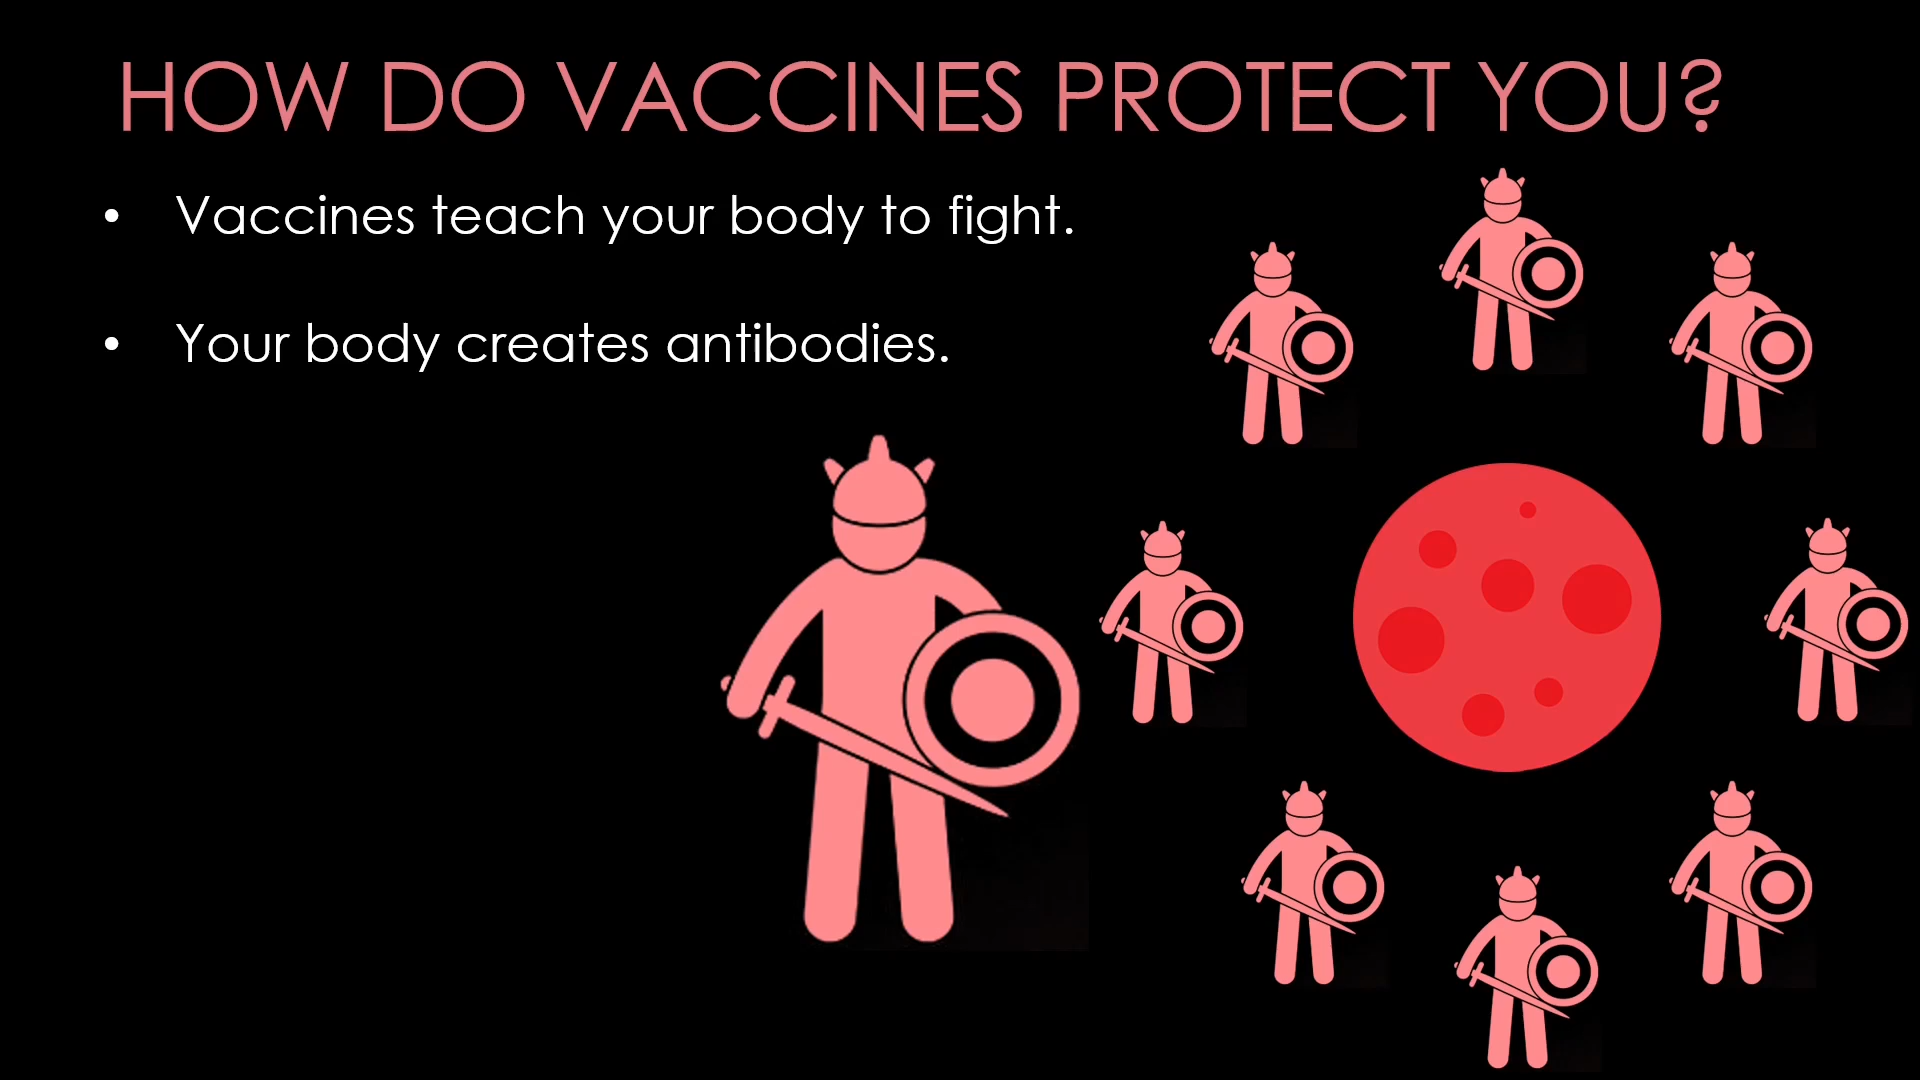 HOW DO VACCINES PROTECT YOU?
• Vaccines teach your body to fight.
• Your body creates antibodies.